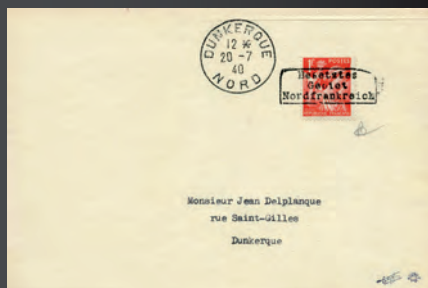 DUNKERQUE
12 *
20 -7
40
NORD
POSTES
Besetztes
Gebiet
Nordfrankreich
Monsieur Jean Delplanque
rue Saint-Gilles
Dunkerque